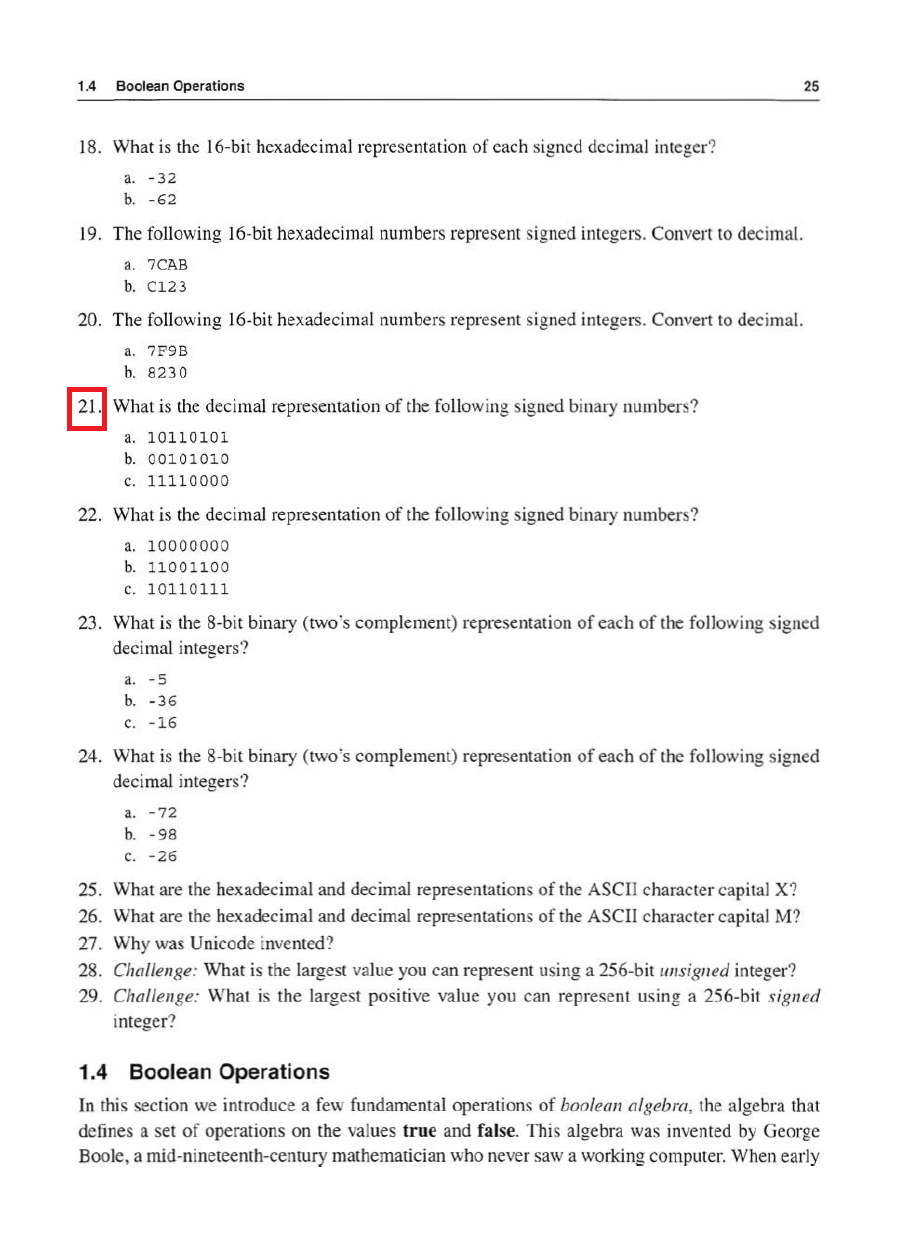 1.4 Boolean Operations 25
18. What is the 16-bit hexadecimal representation of each signed decimal integer?
a. -32
b. -62
19. The following 16-bit hexadecimal numbers represent signed integers. Convert to decimal.
a. 7CAB
b. C123
20. The following 16-bit hexadecimal numbers represent signed integers. Convert to decimal.
a. 7F9B
b. 8230
21. What is the decimal representation of the following signed binary numbers?
a. 10110101
b. 00101010
c. 11110000
22. What is the decimal representation of the following signed binary numbers?
a. 10000000
b. 11001100
c. 10110111
23. What is the 8-bit binary (two's complement) representation of each of the following signed
decimal integers?
a. -5
b. -36
c. -16
24. What is the 8-bit binary (two's complement) representation of each of the following signed
decimal integers?
a. -72
b. -98
c. -26
25. What are the hexadecimal and decimal representations of the ASCII character capital X?
26. What are the hexadecimal and decimal representations of the ASCII character capital M?
27. Why was Unicode invented?
28. Challenge: What is the largest value you can represent using a 256-bit unsigned integer?
29. Challenge: What is the largest positive value you can represent using a 256-bit signed
integer?
1.4 Boolean Operations
In this section we introduce a few fundamental operations of boolean algebra, the algebra that
defines a set of operations on the values true and false. This algebra was invented by George
Boole, a mid-nineteenth-century mathematician who never saw a working computer. When early